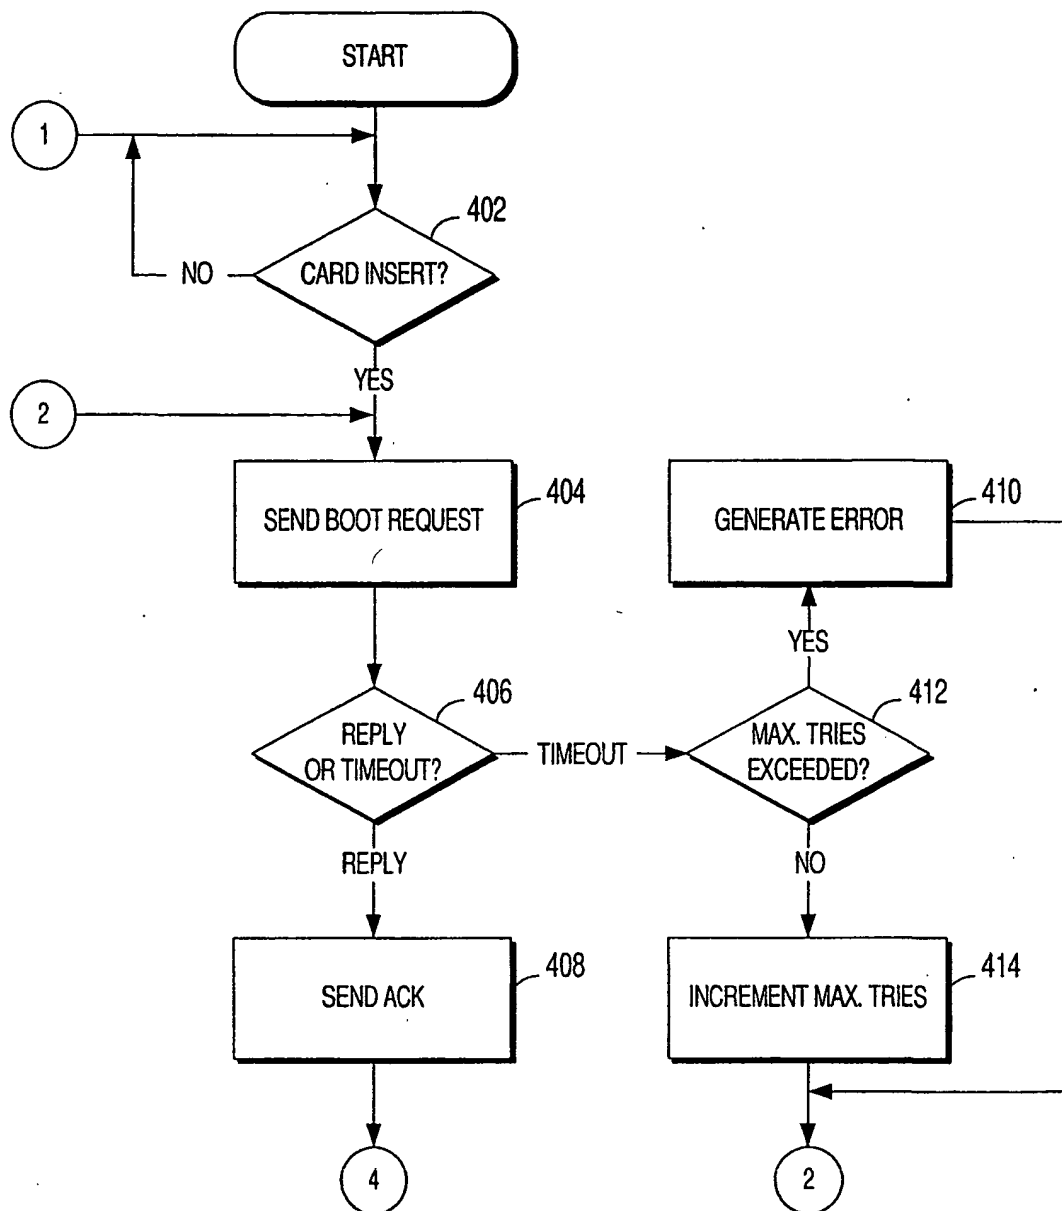 START
1
402
CARD INSERT?
NO
YES
2
404
SEND BOOT REQUEST
410
GENERATE ERROR
YES
406
REPLY
OR TIMEOUT?
TIMEOUT
412
MAX. TRIES
EXCEEDED?
REPLY
NO
408
SEND ACK
414
INCREMENT MAX. TRIES
4
2